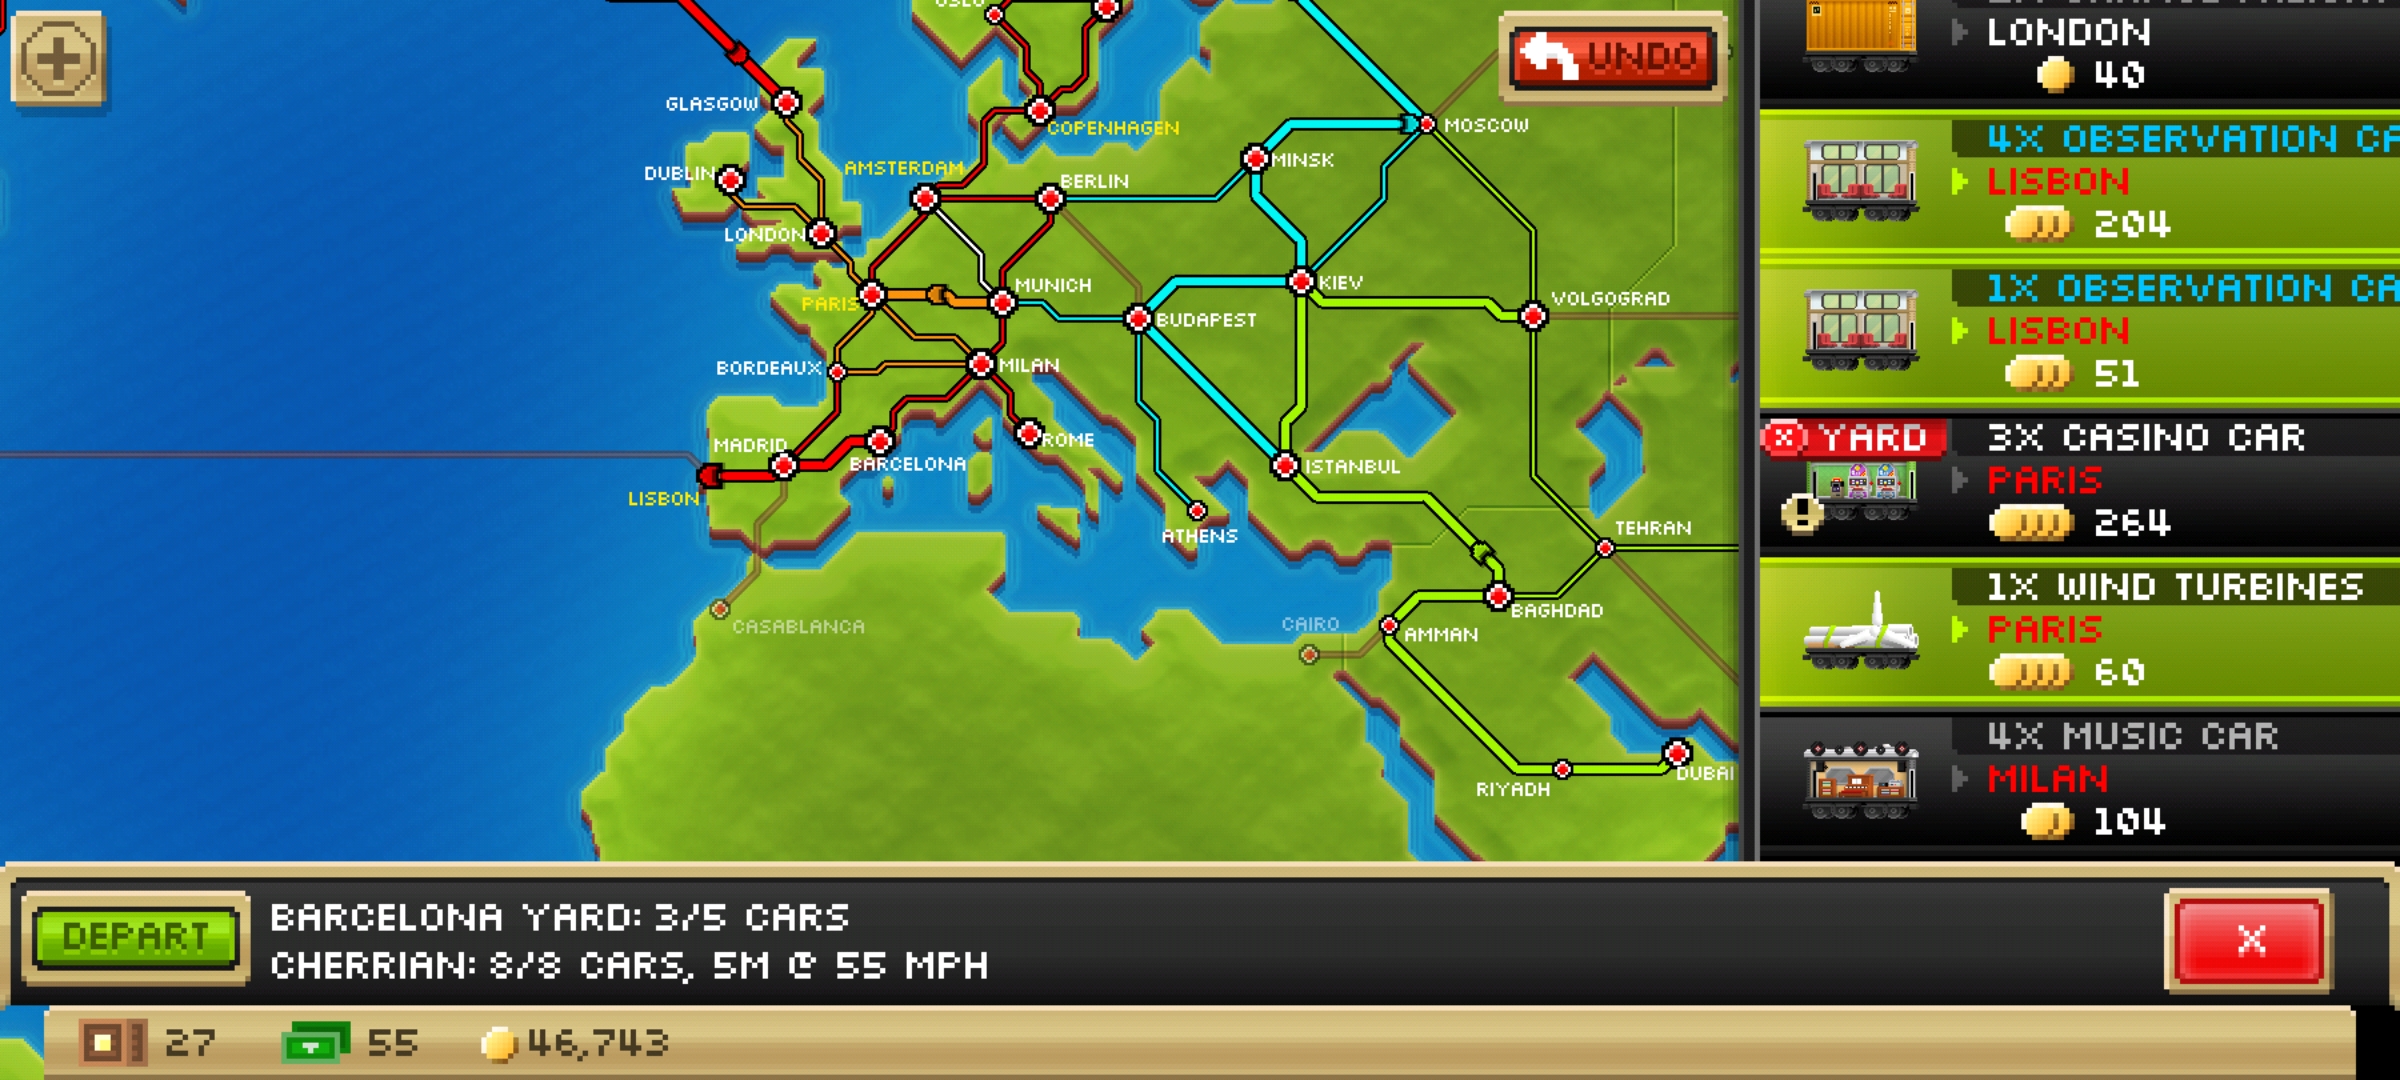 OSLO
UNDO
GLASGOW
COPENHAGEN
MOSCOW
MINSK
DUBLIN
AMSTERDAM
BERLIN
LONDON
MUNICH
KIEV
VOLGOGRAD
PARIS
BUDAPEST
BORDEAUX
MILAN
MADRID
ROME
BARCELONA
ISTANBUL
LISBON
ATHENS
TEHRAN
CASABLANCA
CAIRO
BAGHDAD
AMMAN
RIYADH
DUBAI
LONDON
40
4X OBSERVATION CA
LISBON
204
1X OBSERVATION CA
LISBON
51
YARD
3X CASINO CAR
PARIS
264
1X WIND TURBINES
PARIS
60
4X MUSIC CAR
MILAN
104
DEPART
BARCELONA YARD: 3/5 CARS
CHERRIAN: 8/8 CARS, 5M @ 55 MPH
X
27
55
46,743